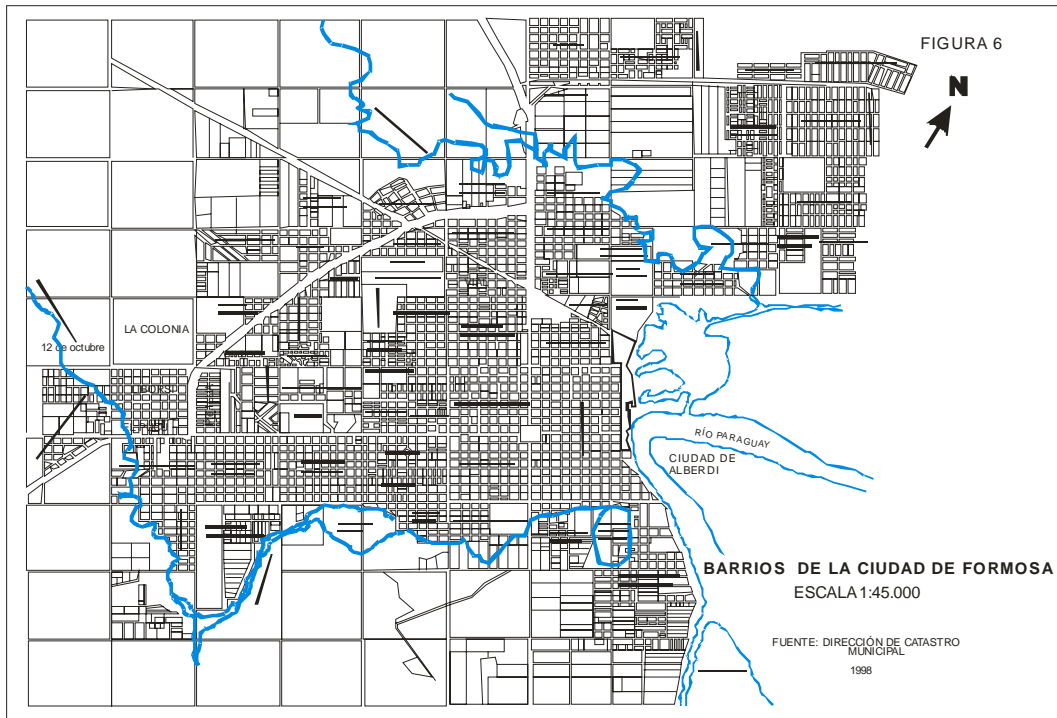 FIGURA 6
N
LA COLONIA
12 de octubre
RÍO PARAGUAY
CIUDAD DE
ALBERDI
BARRIOS DE LA CIUDAD DE FORMOSA
ESCALA 1:45.000
FUENTE: DIRECCIÓN DE CATASTRO
MUNICIPAL
1998